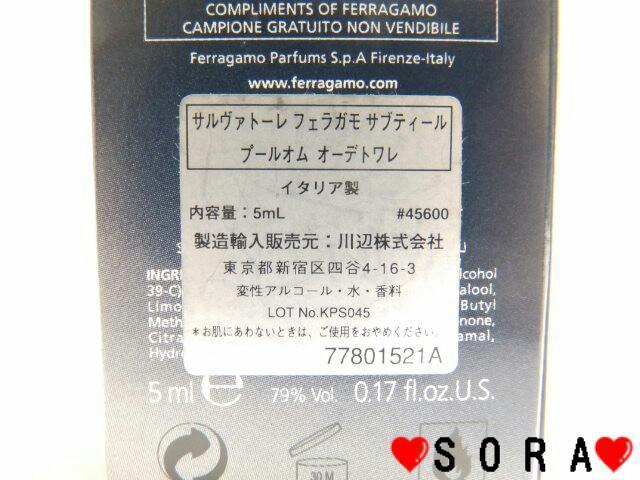 COMPLIMENTS OF FERRAGAMO
CAMPIONE GRATUITO NON VENDIBILE
Ferragamo Parfums S.p.A Firenze-Italy
www.ferragamo.com
サルヴァトーレ フェラガモ サブティール
プールオム オーデトワレ
イタリア製
内容量：5mL #45600
製造輸入販売元：川辺株式会社
東京都新宿区四谷4-16-3
変性アルコール・水・香料
LOT No.KPS045
＊お肌にあわないときは、ご使用をおやめください。
77801521A
INGR
39-C) alool,
Limo Butyl
Meth none,
Citra amal,
Hydro
5 ml e 79% Vol. 0.17 fl.oz.U.S.
30 M
❤SORA❤